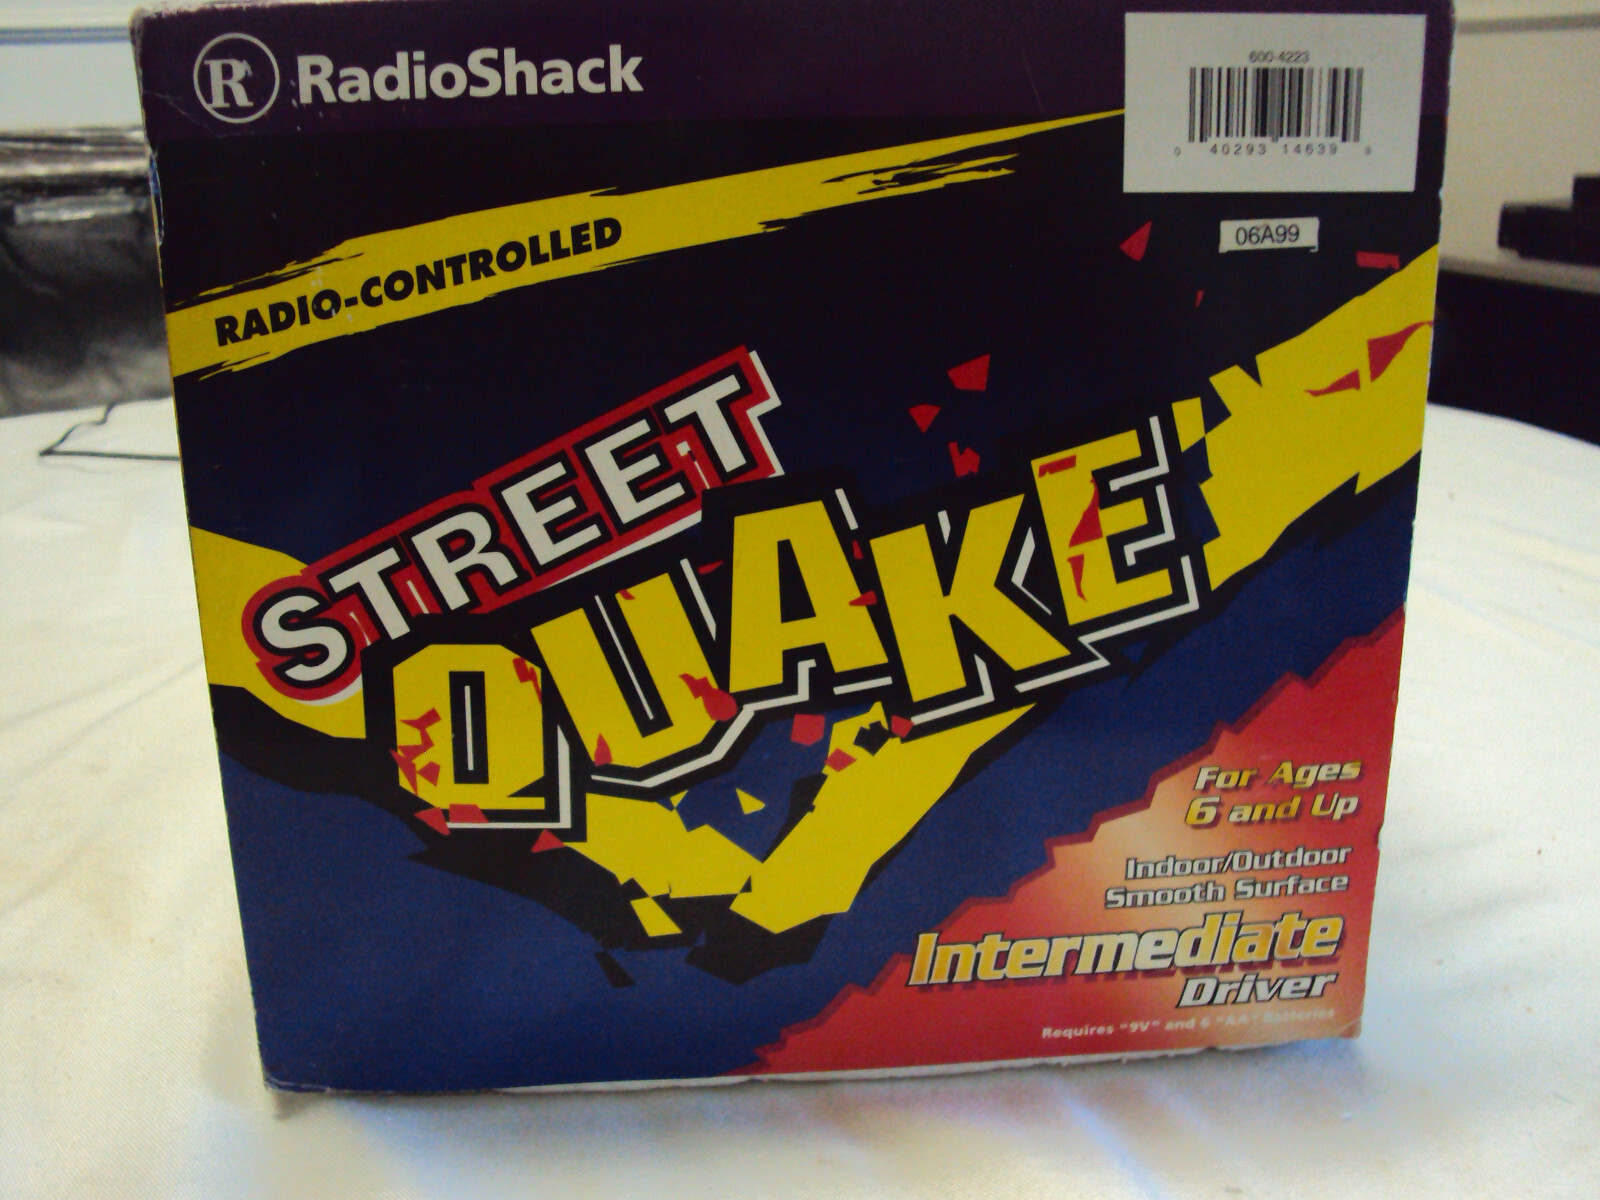 R RadioShack
600-4223
0 40293 14639 9
06A99
RADIO-CONTROLLED
STREET
QUAKE
For Ages
6 and Up
Indoor/Outdoor
Smooth Surface
Intermediate
Driver
Requires "9V" and 6 "AA" Batteries